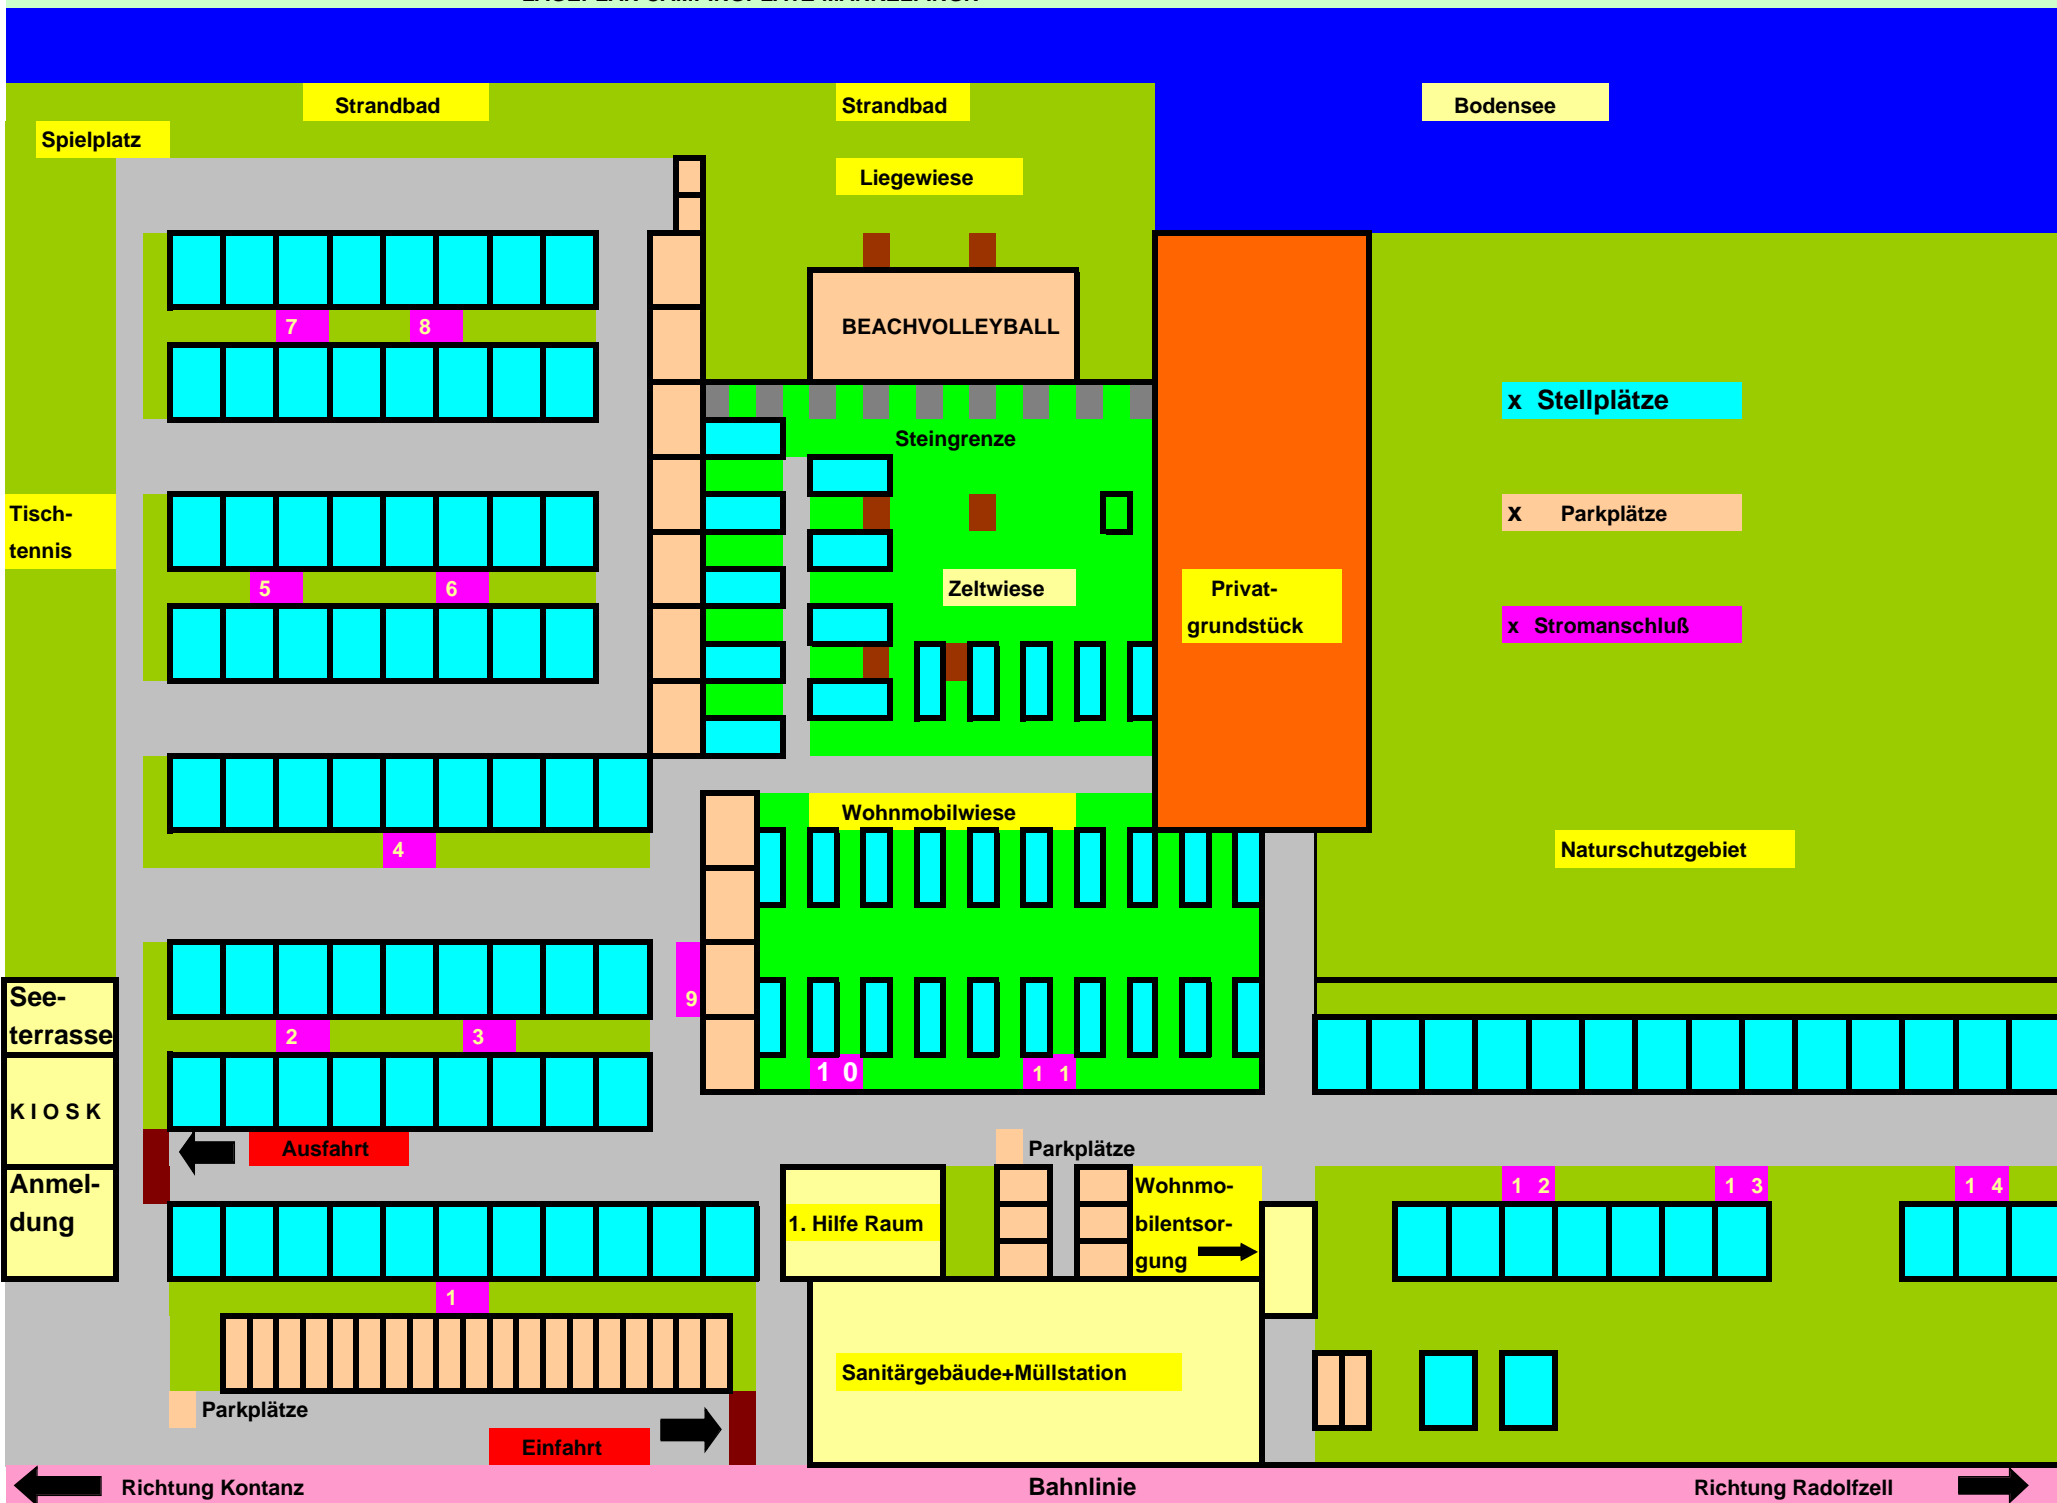 Strandbad
Strandbad
Bodensee
Spielplatz
Liegewiese
7
8
BEACHVOLLEYBALL
x Stellplätze
Steingrenze
Tisch-
tennis
x Parkplätze
5
6
Zeltwiese
Privat-
grundstück
x Stromanschluß
Wohnmobilwiese
4
Naturschutzgebiet
See-
terrasse
9
2
3
1 0
1 1
K I O S K
Ausfahrt
Parkplätze
Anmel-
dung
Wohnmo-
bilentsor-
gung
1 2
1 3
1 4
1. Hilfe Raum
1
Sanitärgebäude+Müllstation
Parkplätze
Einfahrt
Richtung Kontanz
Bahnlinie
Richtung Radolfzell